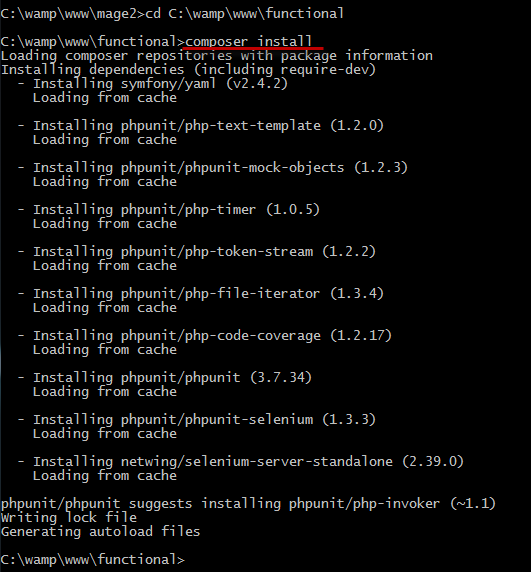 C:\wamp\www\mage2>cd C:\wamp\www\functional
C:\wamp\www\functional>composer install
Loading composer repositories with package information
Installing dependencies (including require-dev)
- Installing symfony/yaml (v2.4.2)
Loading from cache
- Installing phpunit/php-text-template (1.2.0)
Loading from cache
- Installing phpunit/phpunit-mock-objects (1.2.3)
Loading from cache
- Installing phpunit/php-timer (1.0.5)
Loading from cache
- Installing phpunit/php-token-stream (1.2.2)
Loading from cache
- Installing phpunit/php-file-iterator (1.3.4)
Loading from cache
- Installing phpunit/php-code-coverage (1.2.17)
Loading from cache
- Installing phpunit/phpunit (3.7.34)
Loading from cache
- Installing phpunit/phpunit-selenium (1.3.3)
Loading from cache
- Installing netwing/selenium-server-standalone (2.39.0)
Loading from cache
phpunit/phpunit suggests installing phpunit/php-invoker (~1.1)
Writing lock file
Generating autoload files
C:\wamp\www\functional>